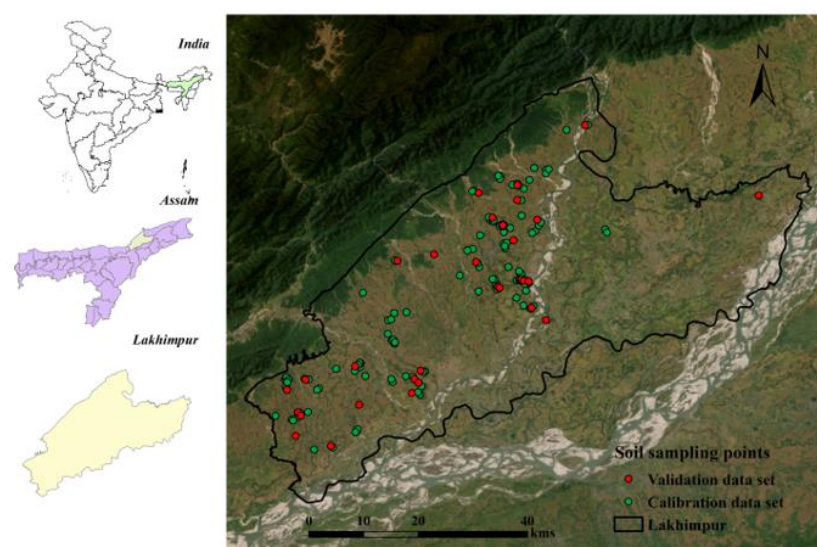 India
Assam
Lakhimpur
N
Soil sampling points
Validation data set
Calibration data set
Lakhimpur
0 10 20 40
kms